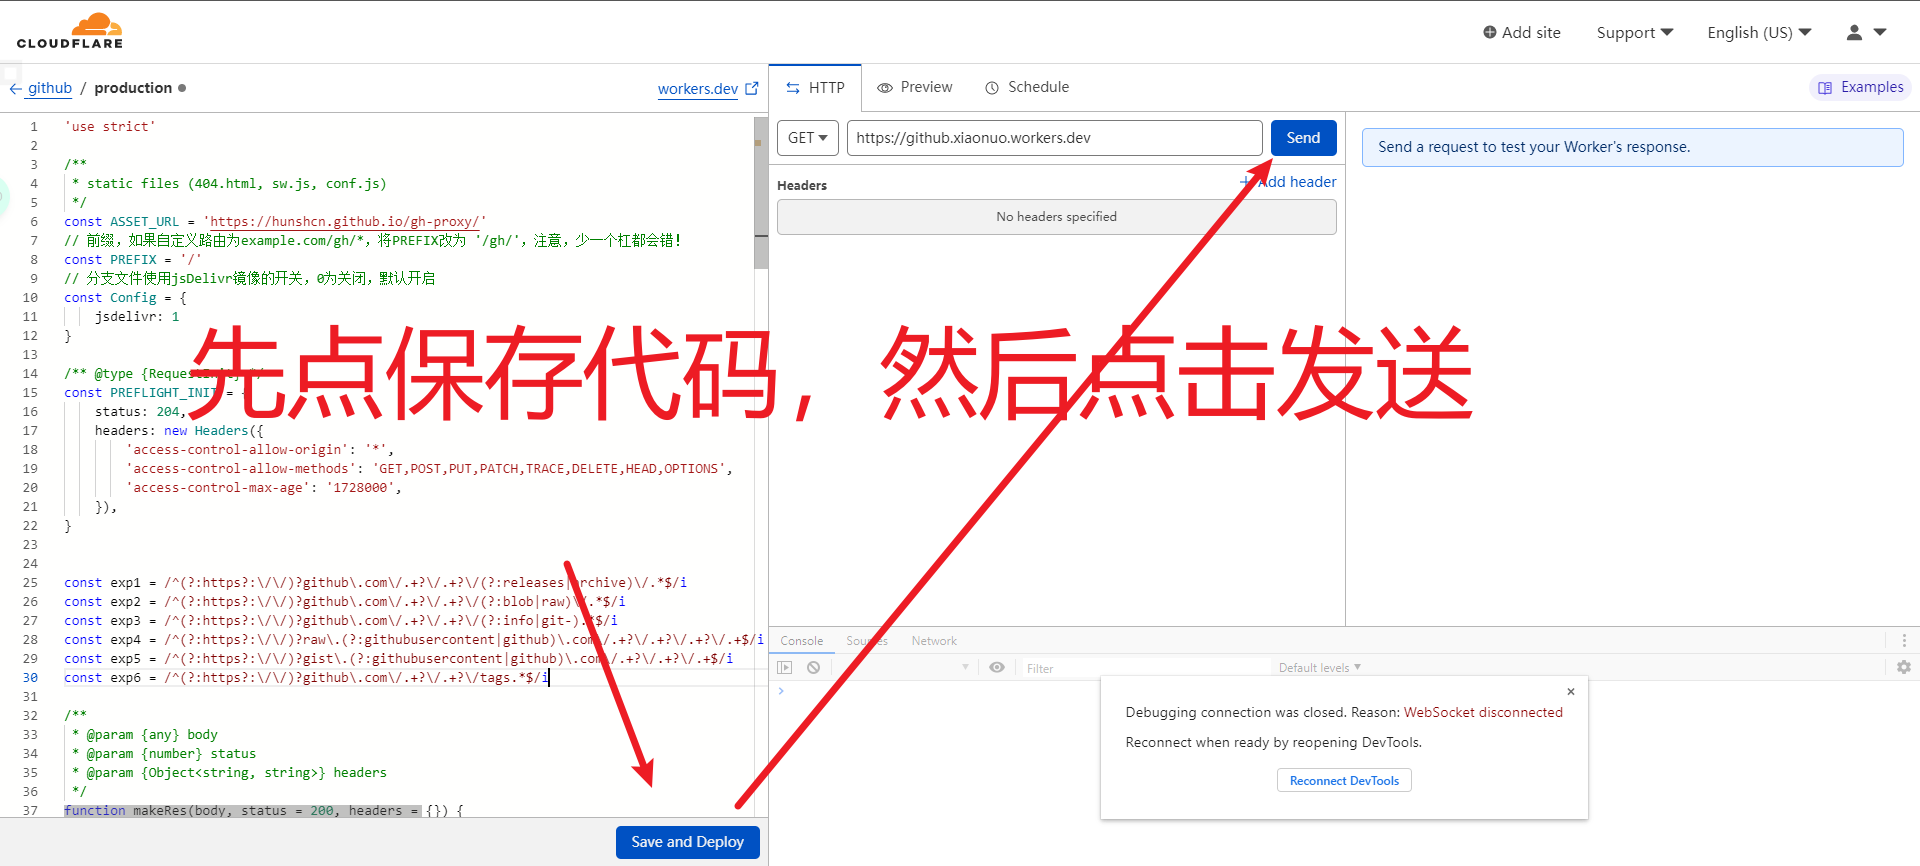 CLOUDFLARE
Add site
Support
English (US)
github / production
workers.dev
HTTP
Preview
Schedule
Examples
1 'use strict'
2
3 /**
4 * static files (404.html, sw.js, conf.js)
5 */
6 const ASSET_URL = 'https://hunshcn.github.io/gh-proxy/'
7 // 前缀，如果自定义路由为example.com/gh/*，将PREFIX改为 '/gh/'，注意，少一个杠都会错！
8 const PREFIX = '/'
9 // 分支文件使用jsDelivr镜像的开关，0为关闭，默认开启
10 const Config = {
11 jsdelivr: 1
12 }
13
14 /** @type {RequestInit} */
15 const PREFLIGHT_INIT = {
16 status: 204,
17 headers: new Headers({
18 'access-control-allow-origin': '*',
19 'access-control-allow-methods': 'GET,POST,PUT,PATCH,TRACE,DELETE,HEAD,OPTIONS',
20 'access-control-max-age': '1728000',
21 }),
22 }
23
24
25 const exp1 = /^(?:https?:\/\/)?github\.com\/.+?\/.+?\/(?:releases|archive)\/.*$/i
26 const exp2 = /^(?:https?:\/\/)?github\.com\/.+?\/.+?\/(?:blob|raw)\/.*$/i
27 const exp3 = /^(?:https?:\/\/)?github\.com\/.+?\/.+?\/(?:info|git-).*$/i
28 const exp4 = /^(?:https?:\/\/)?raw\.(?:githubusercontent|github)\.com\/.+?\/.+?\/.+?\/.+$/i
29 const exp5 = /^(?:https?:\/\/)?gist\.(?:githubusercontent|github)\.com\/.+?\/.+?\/.+$/i
30 const exp6 = /^(?:https?:\/\/)?github\.com\/.+?\/.+?\/tags.*$/i
31
32 /**
33 * @param {any} body
34 * @param {number} status
35 * @param {Object<string, string>} headers
36 */
37 function makeRes(body, status = 200, headers = {}) {
Save and Deploy
GET
https://github.xiaonuo.workers.dev
Send
Headers
+ Add header
No headers specified
Send a request to test your Worker's response.
先点保存代码，然后点击发送
Console
Sources
Network
Filter
Default levels
Debugging connection was closed. Reason: WebSocket disconnected
Reconnect when ready by reopening DevTools.
Reconnect DevTools